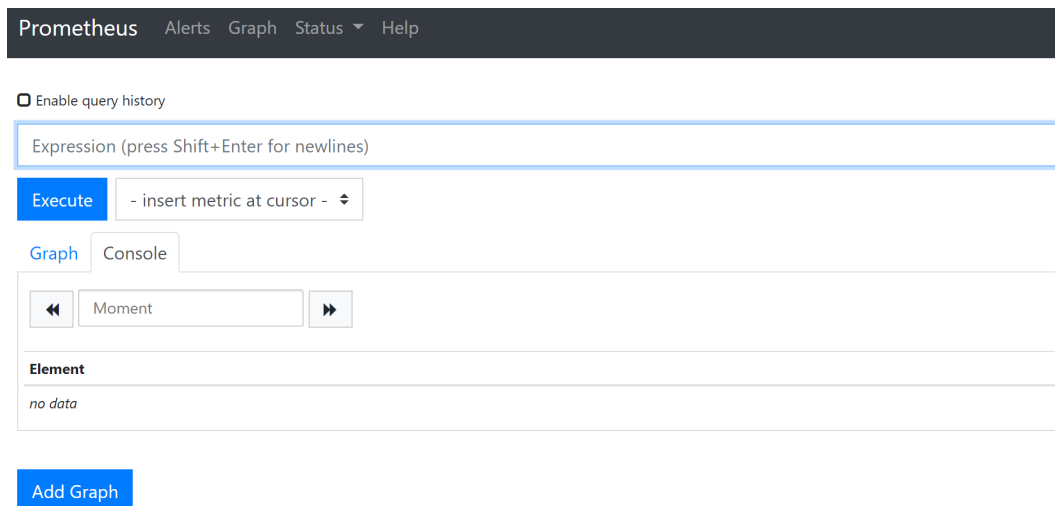 Prometheus Alerts Graph Status Help
Enable query history
Expression (press Shift+Enter for newlines)
Execute - insert metric at cursor -
Graph Console
Moment
Element
no data
Add Graph